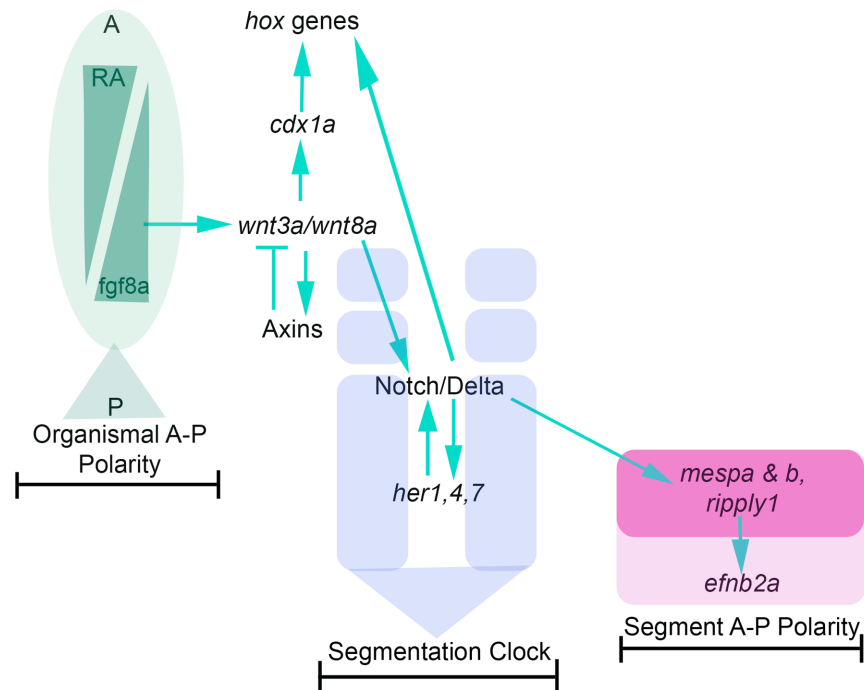 A
RA
fgf8a
P
Organismal A-P
Polarity
hox genes
cdx1a
wnt3a/wnt8a
Axins
Notch/Delta
her1,4,7
Segmentation Clock
mespa & b,
ripply1
efnb2a
Segment A-P Polarity